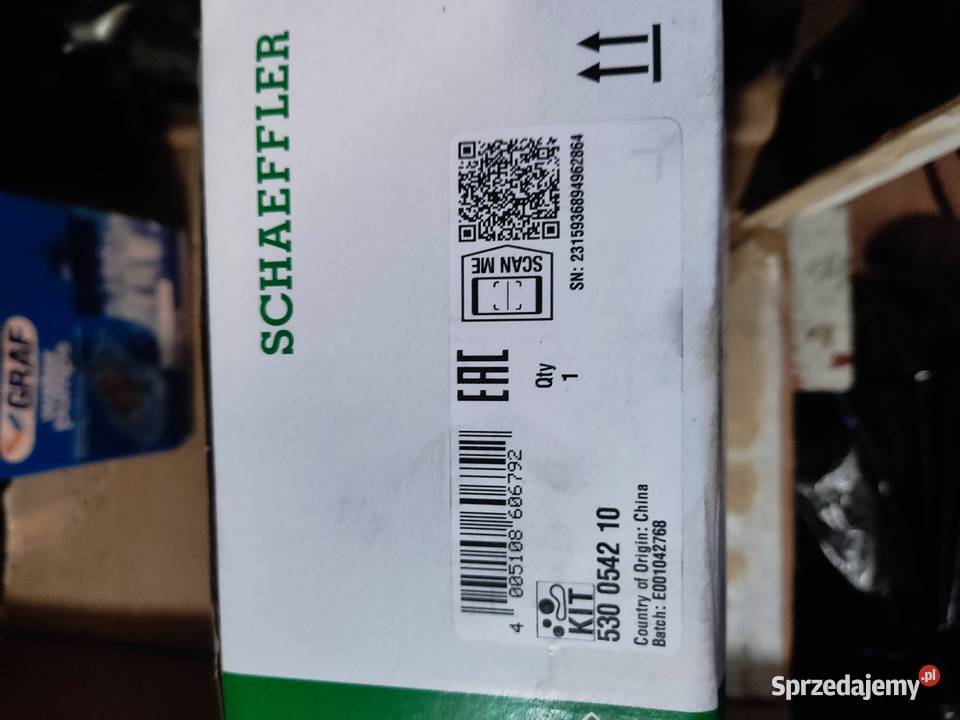 SCHAEFFLER
SCAN ME
SN: 2315936894962864
EAC
Qty
1
4 005108 606792
KIT
530 0542 10
Country of Origin: China
Batch: E001042768
GRAF
Sprzedajemy.pl